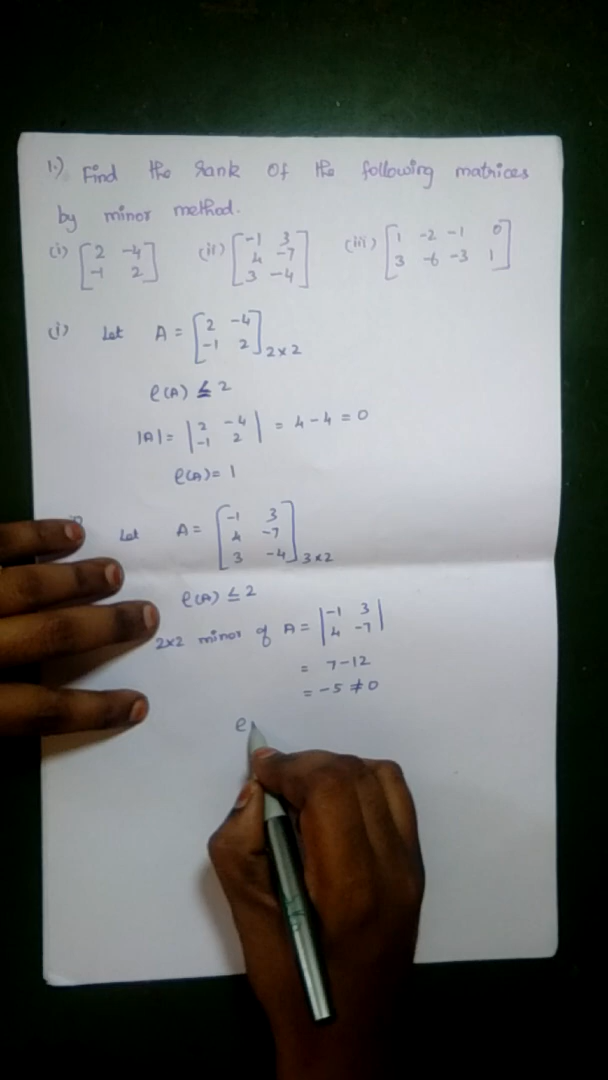 1.) Find the rank of the following matrices
by minor method.
(i) [2 -4
-1 2] (ii) [-1 3
4 -7
3 -4] (iii) [1 -2 -1 0
3 -6 -3 1]
(i) Let A = [2 -4
-1 2] 2×2
ρ(A) ≤ 2
|A| = |2 -4
-1 2| = 4 - 4 = 0
ρ(A) = 1
Let A = [-1 3
4 -7
3 -4] 3×2
ρ(A) ≤ 2
2×2 minor of A = |-1 3
4 -7|
= 7-12
= -5 ≠ 0
ρ